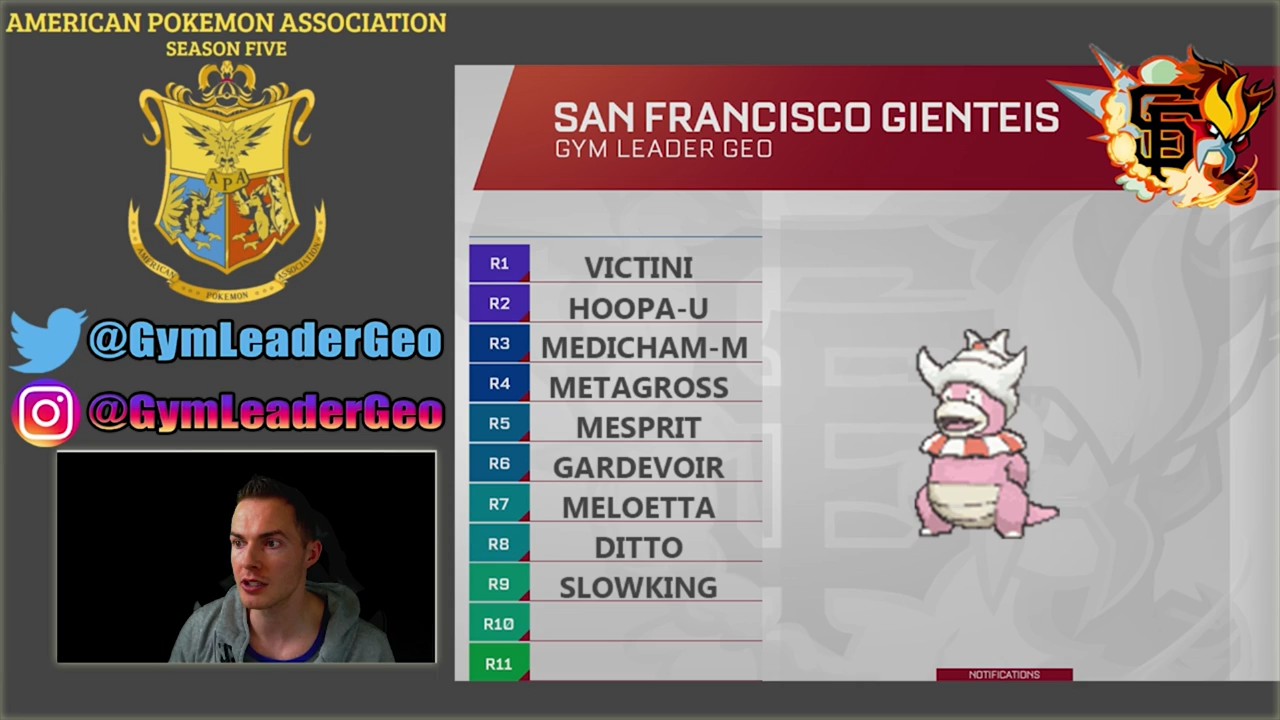 AMERICAN POKEMON ASSOCIATION
SEASON FIVE
APA
AMERICAN POKEMON ASSOCIATION
@GymLeaderGeo
@GymLeaderGeo
SAN FRANCISCO GIENTEIS
GYM LEADER GEO
SF
R1 VICTINI
R2 HOOPA-U
R3 MEDICHAM-M
R4 METAGROSS
R5 MESPRIT
R6 GARDEVOIR
R7 MELOETTA
R8 DITTO
R9 SLOWKING
R10
R11
NOTIFICATIONS